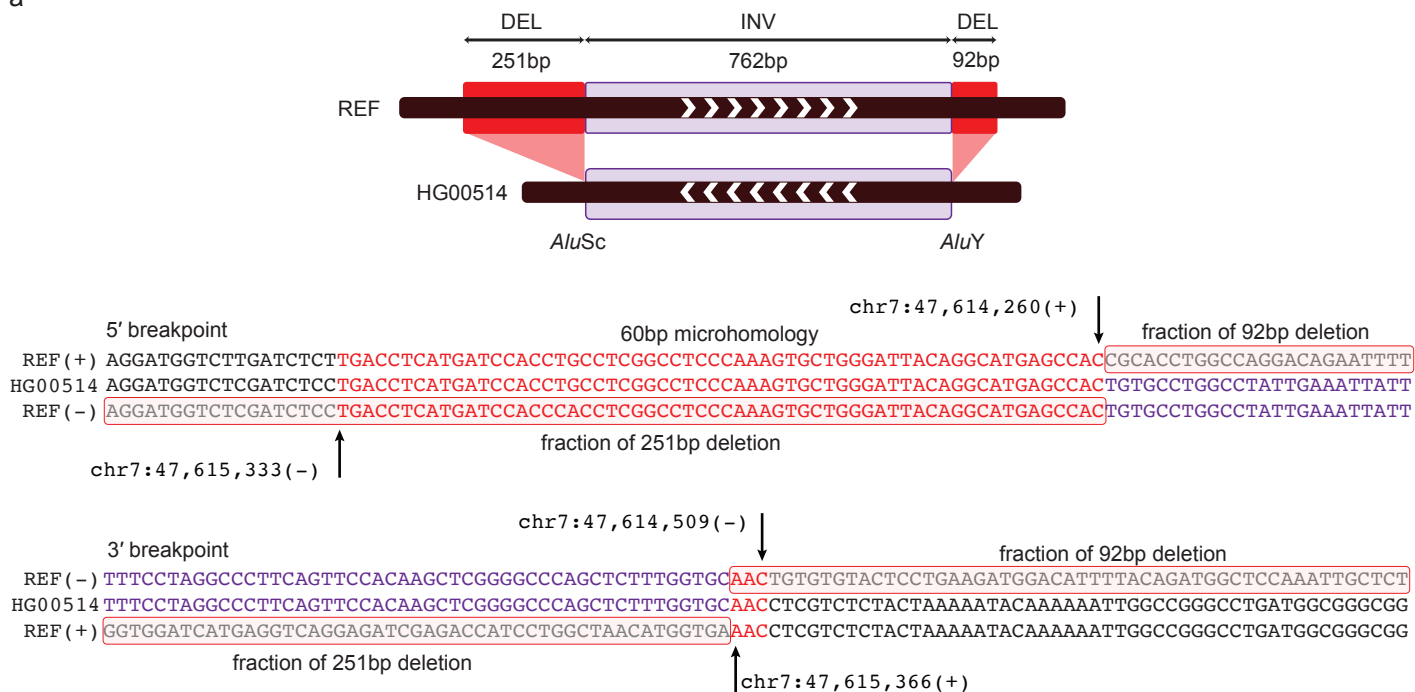 a
DEL INV DEL
251bp 762bp 92bp
REF
HG00514
AluSc AluY
chr7:47,614,260(+)
5′ breakpoint 60bp microhomology fraction of 92bp deletion
REF(+) AGGATGGTCTTGATCTCTTGACCTCATGATCCACCTGCCTCGGCCTCCCAAAGTGCTGGGATTACAGGCATGAGCCACCGCACCTGGCCAGGACAGAATTTT
HG00514 AGGATGGTCTCGATCTCCTGACCTCATGATCCACCTGCCTCGGCCTCCCAAAGTGCTGGGATTACAGGCATGAGCCACTGTGCCTGGCCTATTGAAATTATT
REF(-) AGGATGGTCTCGATCTCCTGACCTCATGATCCACCCACCTCGGCCTCCCAAAGTGCTGGGATTACAGGCATGAGCCACTGTGCCTGGCCTATTGAAATTATT
fraction of 251bp deletion
chr7:47,615,333(-)
chr7:47,614,509(-)
3′ breakpoint fraction of 92bp deletion
REF(-) TTTCCTAGGCCCTTCAGTTCCACAAGCTCGGGGCCCAGCTCTTTGGTGCAACTGTGTGTACTCCTGAAGATGGACATTTTACAGATGGCTCCAAATTGCTCT
HG00514 TTTCCTAGGCCCTTCAGTTCCACAAGCTCGGGGCCCAGCTCTTTGGTGCAACCTCGTCTCTACTAAAAATACAAAAAATTGGCCGGGCCTGATGGCGGGCGG
REF(+) GGTGGATCATGAGGTCAGGAGATCGAGACCATCCTGGCTAACATGGTGAAACCTCGTCTCTACTAAAAATACAAAAAATTGGCCGGGCCTGATGGCGGGCGG
fraction of 251bp deletion
chr7:47,615,366(+)